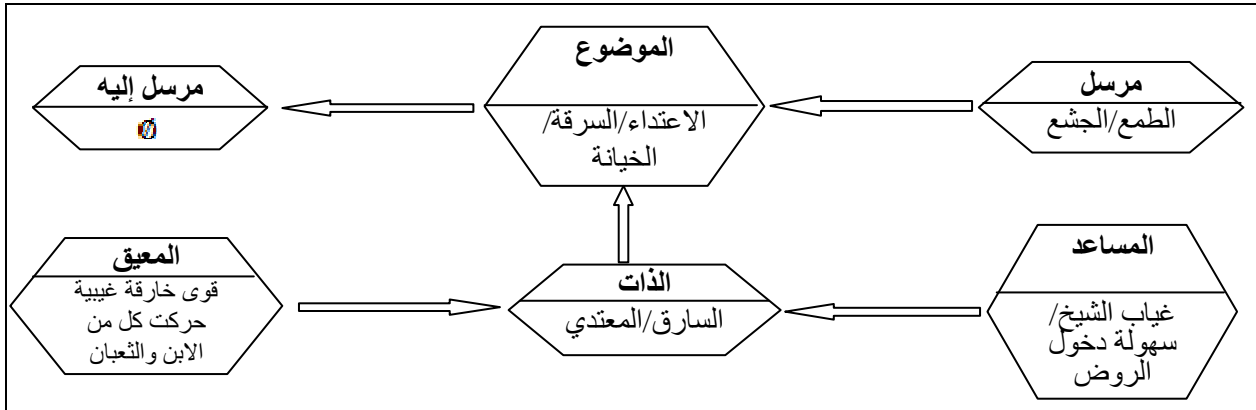 مرسل
الطمع/الجشع
الموضوع
الاعتداء/السرقة/
الخيانة
مرسل إليه
Ø
المساعد
غياب الشيخ/
سهولة دخول
الروض
الذات
السارق/المعتدي
المعيق
قوى خارقة غيبية
حركت كل من
الابن والثعبان